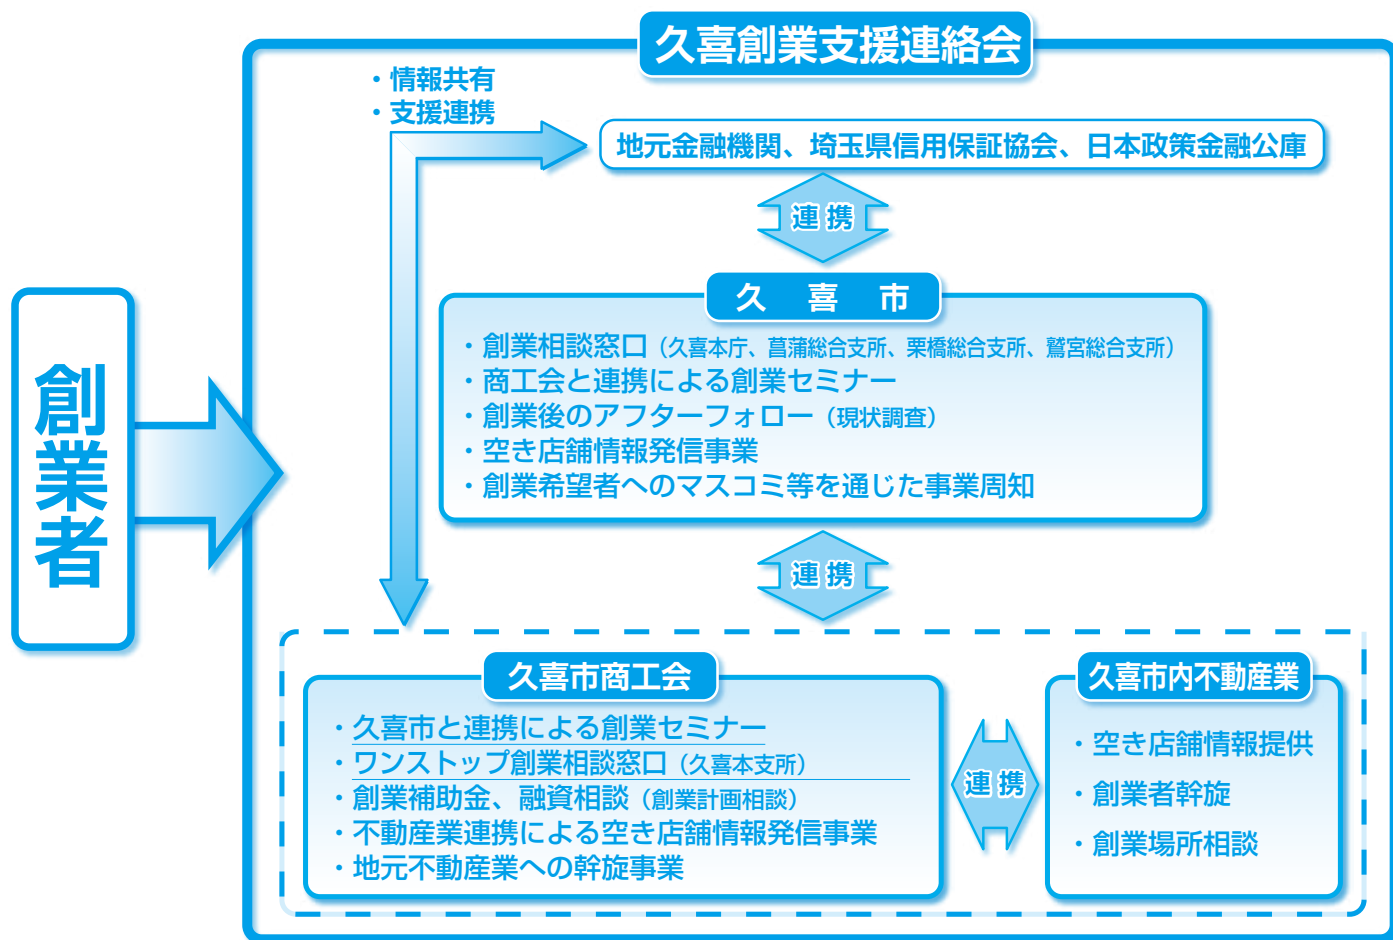 久喜創業支援連絡会
・情報共有
・支援連携
地元金融機関、埼玉県信用保証協会、日本政策金融公庫
連携
久喜市
・創業相談窓口（久喜本庁、菖蒲総合支所、栗橋総合支所、鷲宮総合支所）
・商工会と連携による創業セミナー
・創業後のアフターフォロー（現状調査）
・空き店舗情報発信事業
・創業希望者へのマスコミ等を通じた事業周知
創業者
連携
久喜市商工会
・久喜市と連携による創業セミナー
・ワンストップ創業相談窓口（久喜本支所）
・創業補助金、融資相談（創業計画相談）
・不動産業連携による空き店舗情報発信事業
・地元不動産業への幹旋事業
連携
久喜市内不動産業
・空き店舗情報提供
・創業者幹旋
・創業場所相談